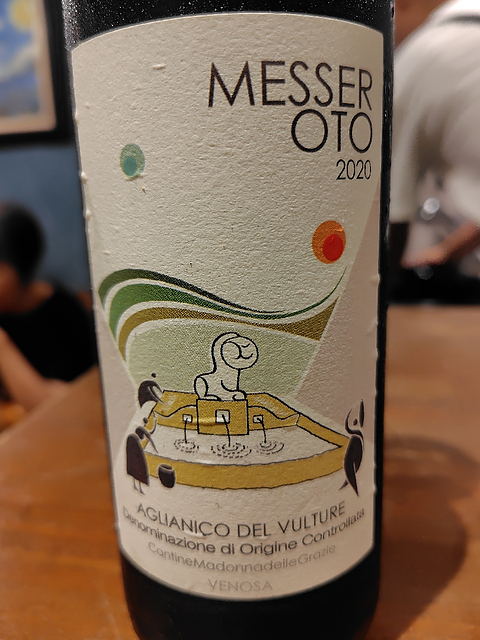 MESSER
OTO
2020
AGLIANICO DEL VULTURE
Denominazione di Origine Controllata
CantineMadonnadelleGrazie
VENOSA